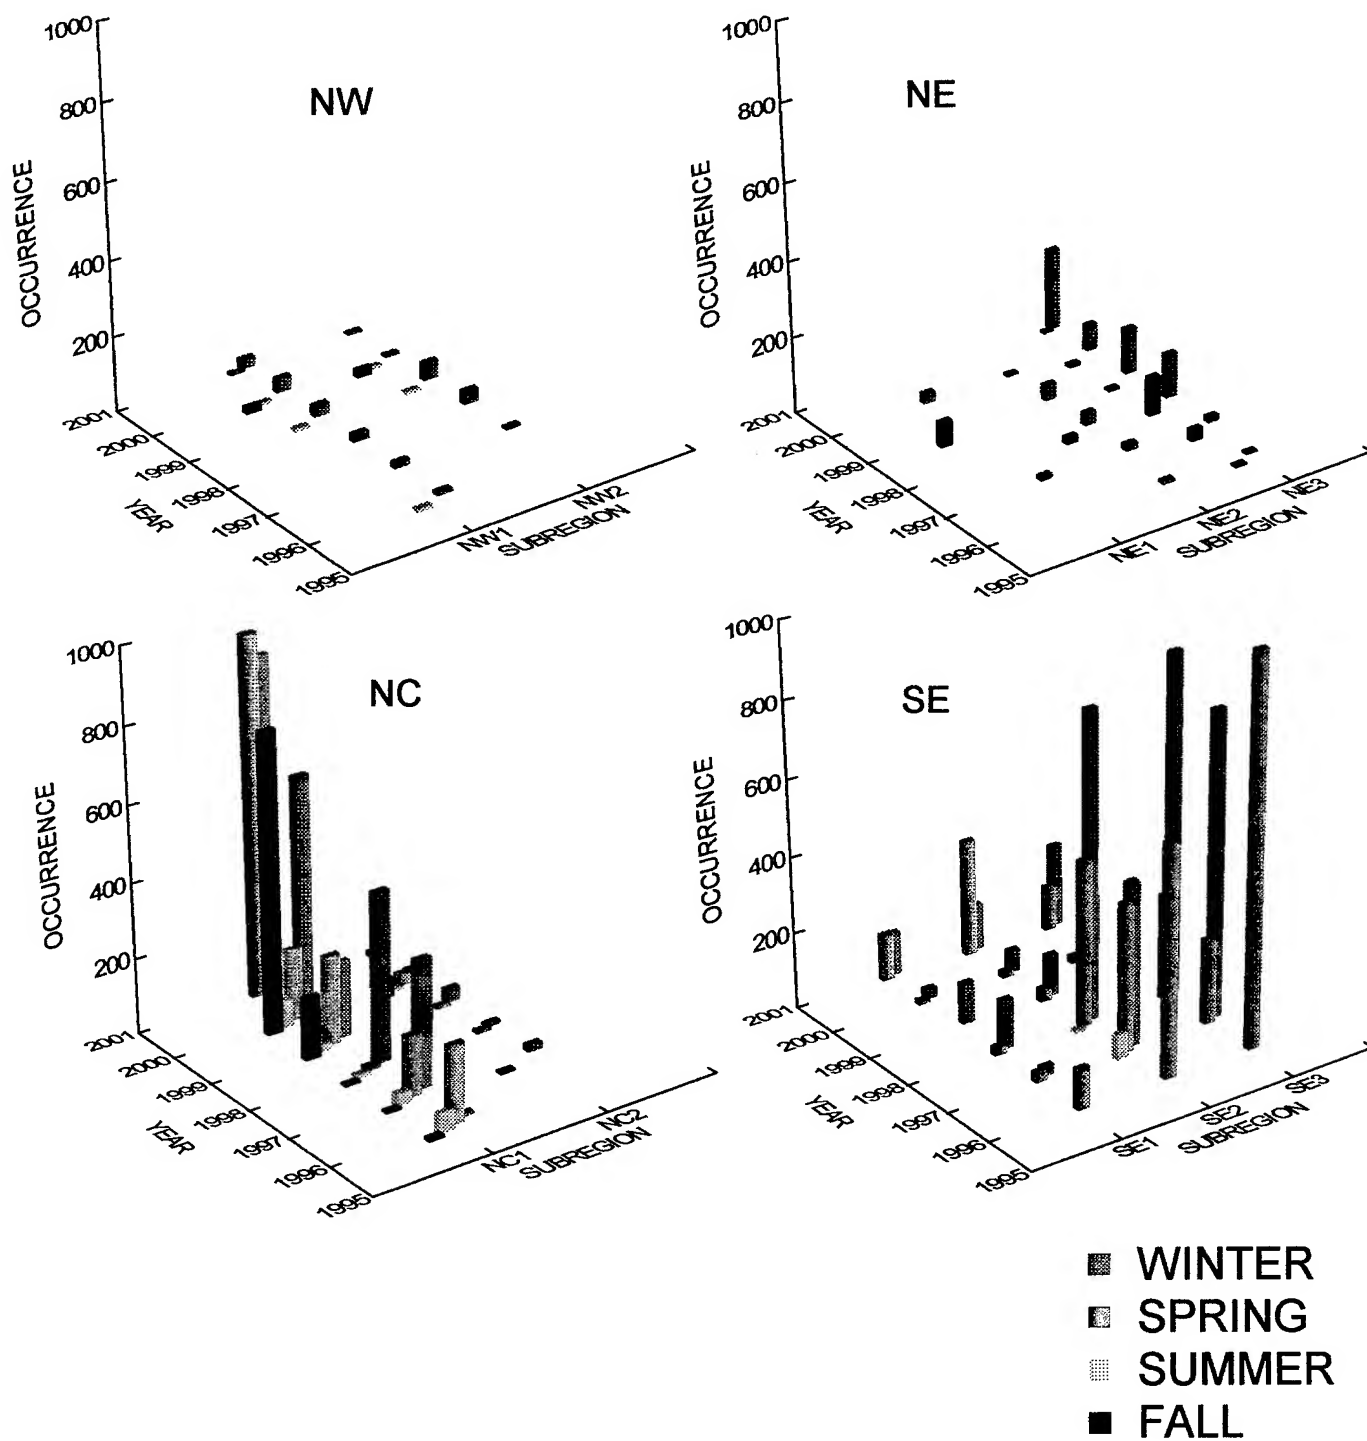 NW
OCCURRENCE
1000
800
600
400
200
2001
2000
1999
1998
1997
1996
1995
YEAR
NW1
NW2
SUBREGION
NE
OCCURRENCE
1000
800
600
400
200
2001
2000
1999
1998
1997
1996
1995
YEAR
NE1
NE2
NE3
SUBREGION
NC
OCCURRENCE
1000
800
600
400
200
2001
2000
1999
1998
1997
1996
1995
YEAR
NC1
NC2
SUBREGION
SE
OCCURRENCE
1000
800
600
400
200
2001
2000
1999
1998
1997
1996
1995
YEAR
SE1
SE2
SE3
SUBREGION
WINTER
SPRING
SUMMER
FALL